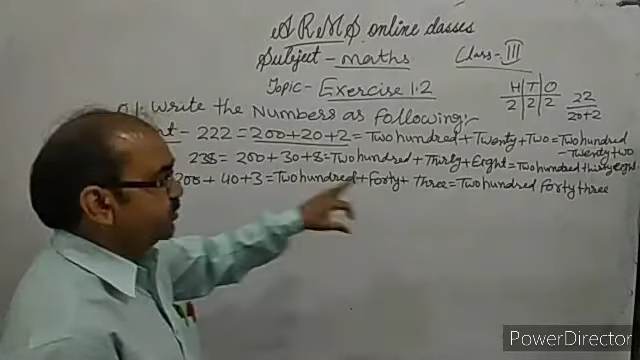 ARMS online classes
Subject - Maths Class - III
Topic - Exercise 1.2
H T O
2 2 2
22
20+2
Q1. Write the Numbers as following:-
- 222 = 200+20+2 = Two hundred + Twenty + Two = Two hundred
- Twenty + two
238 = 200 + 30 + 8 = Two hundred + Thirty + Eight = Two hundred thirty eight
200 + 40 + 3 = Two hundred + forty + Three = Two hundred forty three
PowerDirector